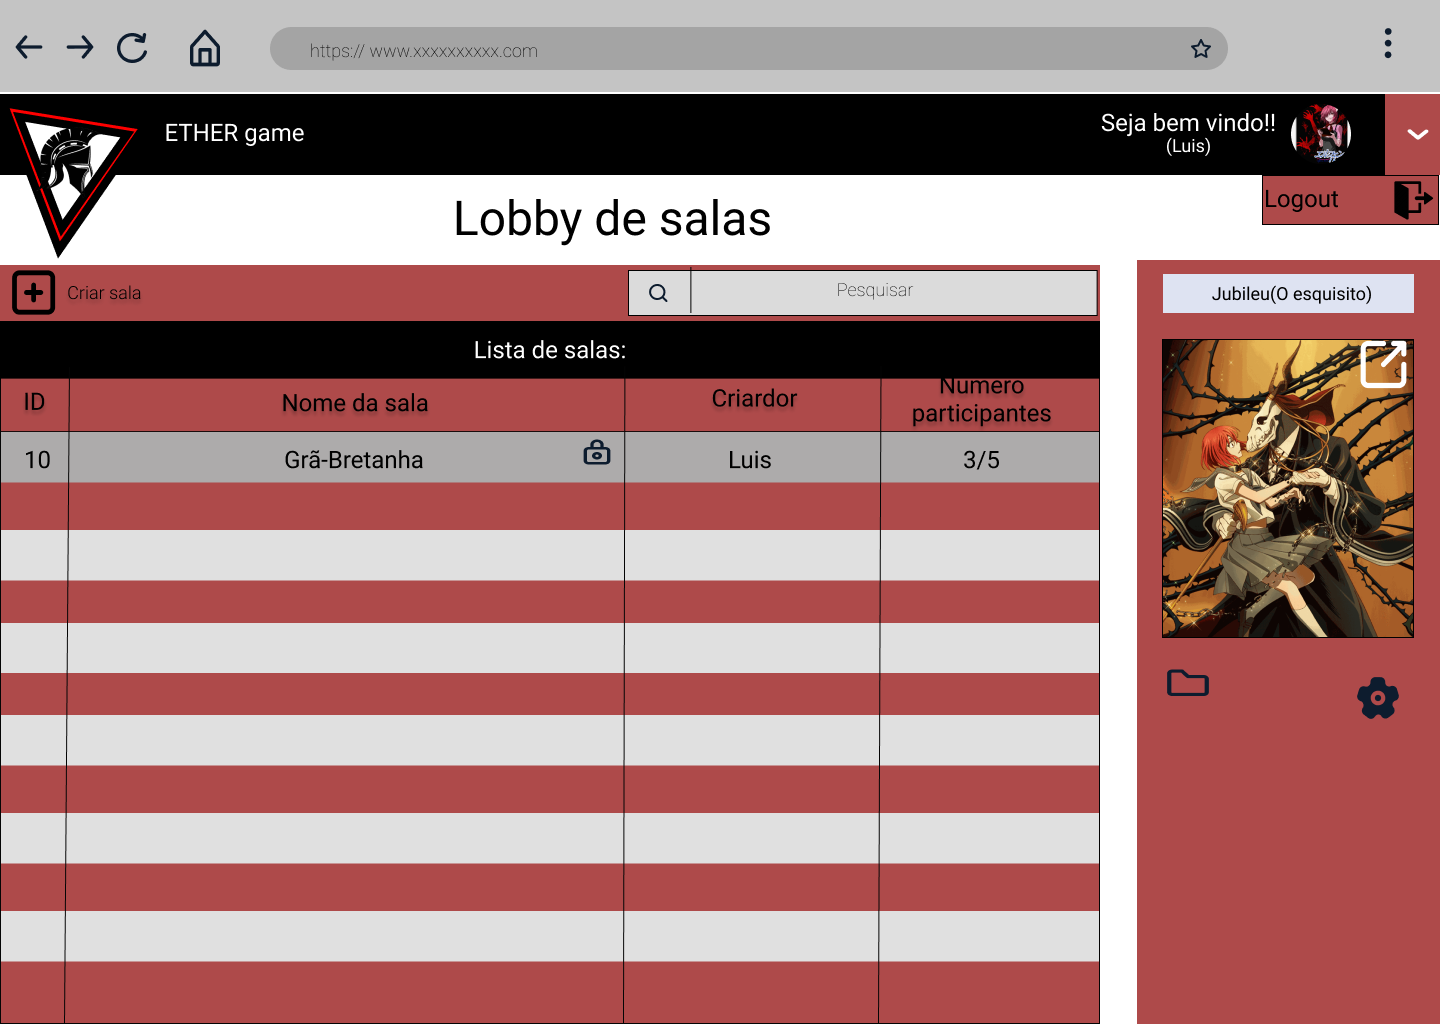 https:// www.xxxxxxxxxx.com
ETHER game
Seja bem vindo!!
(Luis)
Logout
Lobby de salas
Criar sala
Pesquisar
Jubileu(O esquisito)
Lista de salas:
ID
Nome da sala
Criardor
Numero
participantes
10
Grã-Bretanha
Luis
3/5